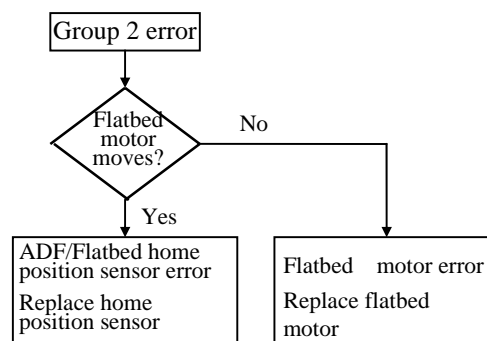 Group 2 error
Flatbed
motor
moves?
No
Yes
ADF/Flatbed home
position sensor error
Replace home
position sensor
Flatbed motor error
Replace flatbed
motor